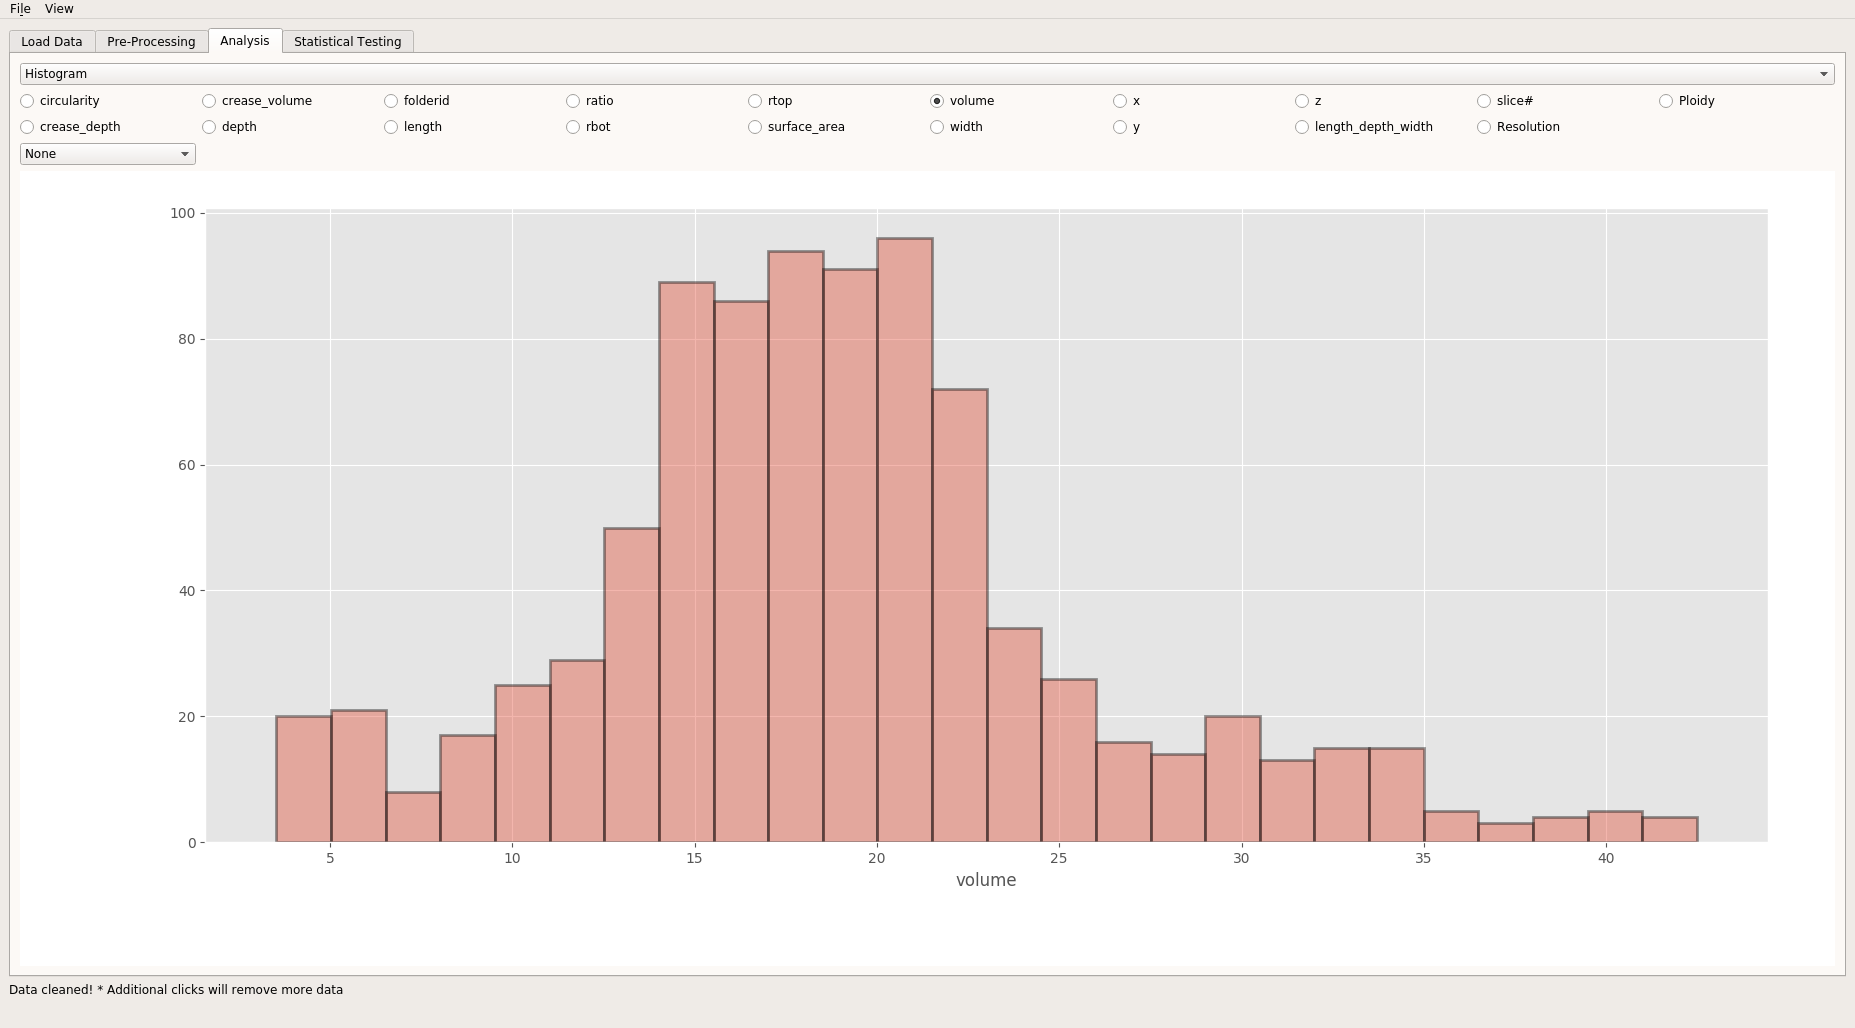 File View
Load Data Pre-Processing Analysis Statistical Testing
Histogram
circularity crease_volume folderid ratio rtop volume x z slice# Ploidy
crease_depth depth length rbot surface_area width y length_depth_width Resolution
None
100
80
60
40
20
0
5 10 15 20 25 30 35 40
volume
Data cleaned! * Additional clicks will remove more data